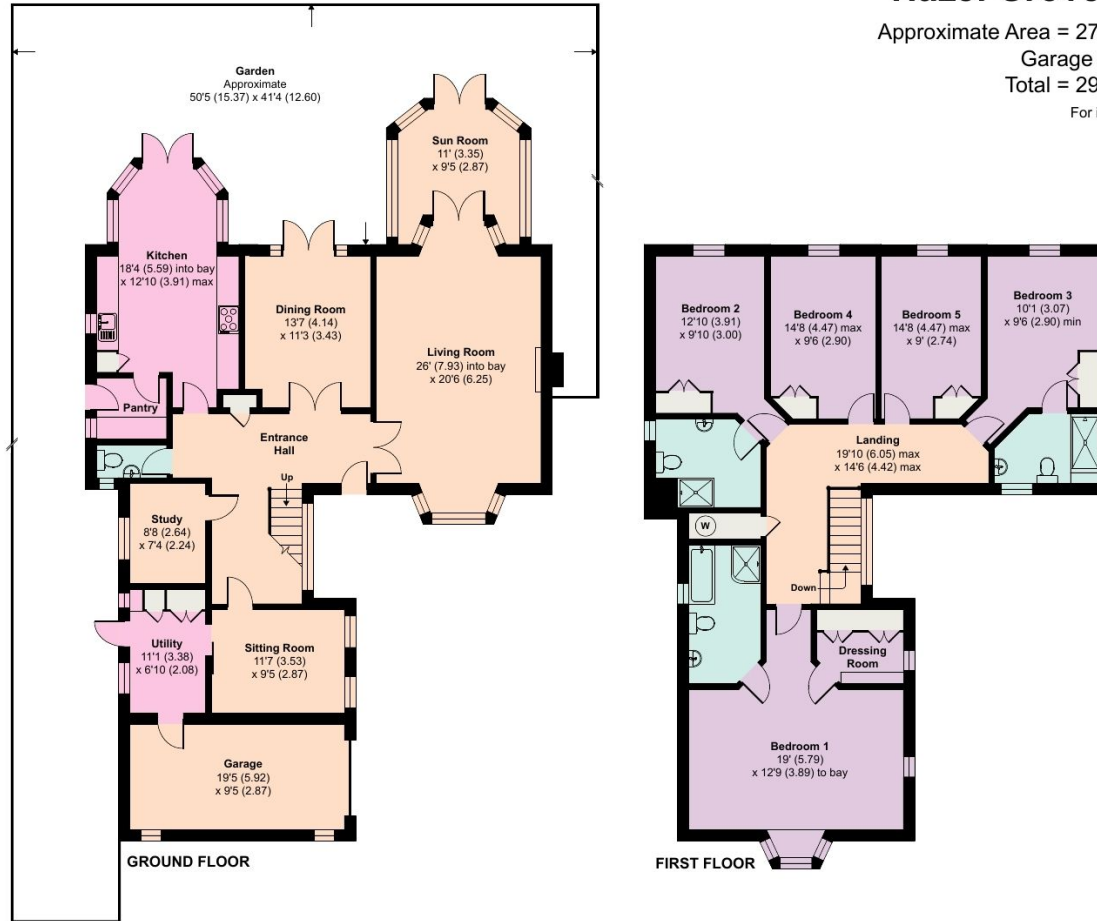 Approximate Area = 27
Garage
Total = 29
For i
Garden
Approximate
50'5 (15.37) x 41'4 (12.60)
Sun Room
11' (3.35)
x 9'5 (2.87)
Kitchen
18'4 (5.59) into bay
x 12'10 (3.91) max
Dining Room
13'7 (4.14)
x 11'3 (3.43)
Living Room
26' (7.93) into bay
x 20'6 (6.25)
Pantry
Entrance
Hall
Up
Study
8'8 (2.64)
x 7'4 (2.24)
Utility
11'1 (3.38)
x 6'10 (2.08)
Sitting Room
11'7 (3.53)
x 9'5 (2.87)
Garage
19'5 (5.92)
x 9'5 (2.87)
GROUND FLOOR
Bedroom 2
12'10 (3.91)
x 9'10 (3.00)
Bedroom 4
14'8 (4.47) max
x 9'6 (2.90)
Bedroom 5
14'8 (4.47) max
x 9' (2.74)
Bedroom 3
10'1 (3.07)
x 9'6 (2.90) min
Landing
19'10 (6.05) max
x 14'6 (4.42) max
W
Down
Dressing
Room
Bedroom 1
19' (5.79)
x 12'9 (3.89) to bay
FIRST FLOOR